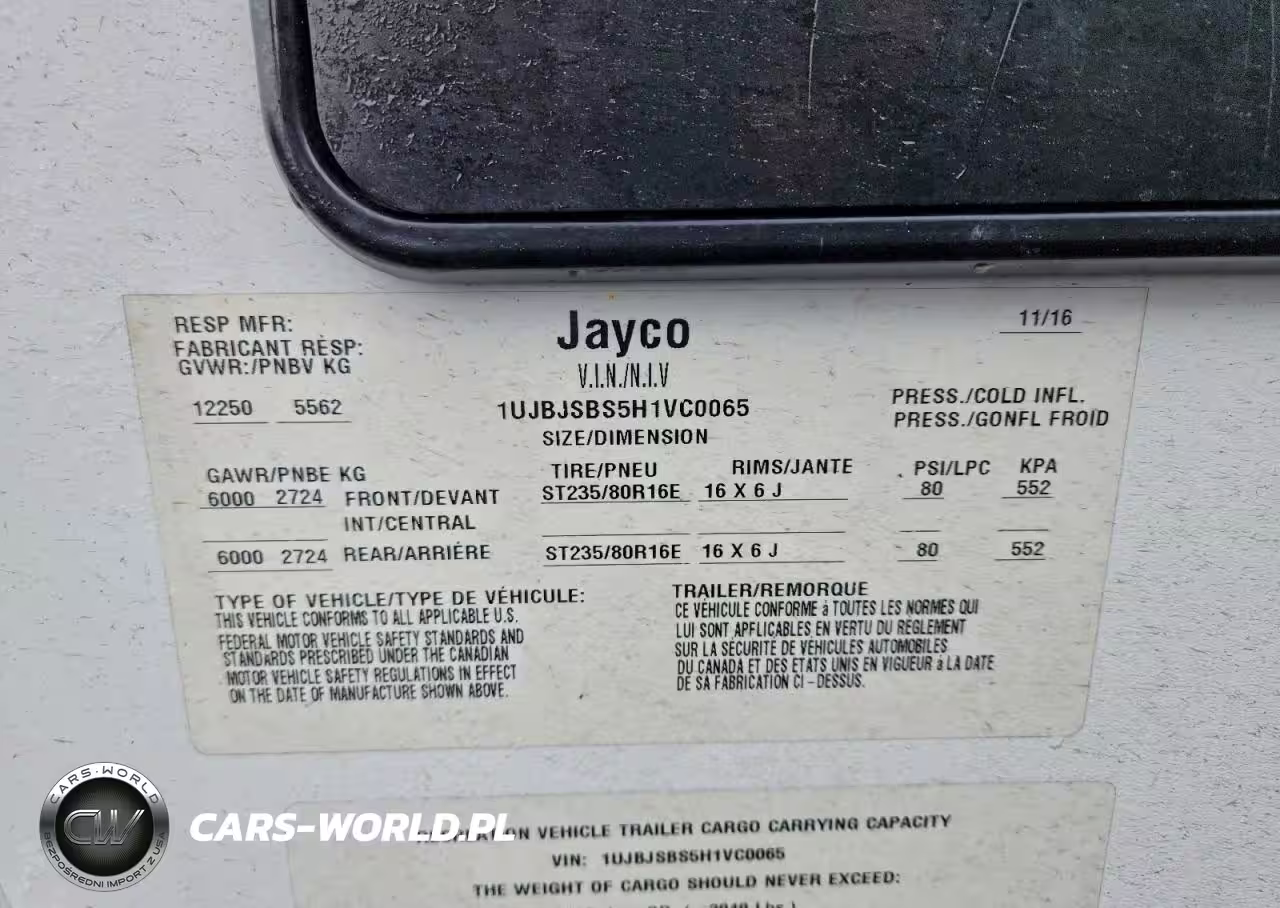 RESP MFR:
FABRICANT RÈSP:
Jayco
11/16
GVWR:/PNBV KG
V.I.N./N.I.V
12250 5562
1UJBJSBS5H1VC0065
PRESS./COLD INFL.
PRESS./GONFL FROID
SIZE/DIMENSION
GAWR/PNBE KG TIRE/PNEU RIMS/JANTE PSI/LPC KPA
6000 2724 FRONT/DEVANT ST235/80R16E 16 X 6 J 80 552
INT/CENTRAL
6000 2724 REAR/ARRIÈRE ST235/80R16E 16 X 6 J 80 552
TYPE OF VEHICLE/TYPE DE VÉHICULE:
THIS VEHICLE CONFORMS TO ALL APPLICABLE U.S.
FEDERAL MOTOR VEHICLE SAFETY STANDARDS AND
STANDARDS PRESCRIBED UNDER THE CANADIAN
MOTOR VEHICLE SAFETY REGULATIONS IN EFFECT
ON THE DATE OF MANUFACTURE SHOWN ABOVE.
TRAILER/REMORQUE
CE VÉHICULE CONFORME à TOUTES LES NORMES QUI
LUI SONT APPLICABLES EN VERTU DU RÈGLEMENT
SUR LA SÉCURITÉ DE VÉHICULES AUTOMOBILES
DU CANADA ET DES ETATS UNIS EN VIGUEUR à LA DATE
DE SA FABRICATION CI-DESSUS.
CARS-WORLD
CW
BEZPOŚREDNI IMPORT Z USA
CARS-WORLD.PL
VEHICLE TRAILER CARGO CARRYING CAPACITY
VIN: 1UJBJSBS5H1VC0065
THE WEIGHT OF CARGO SHOULD NEVER EXCEED: